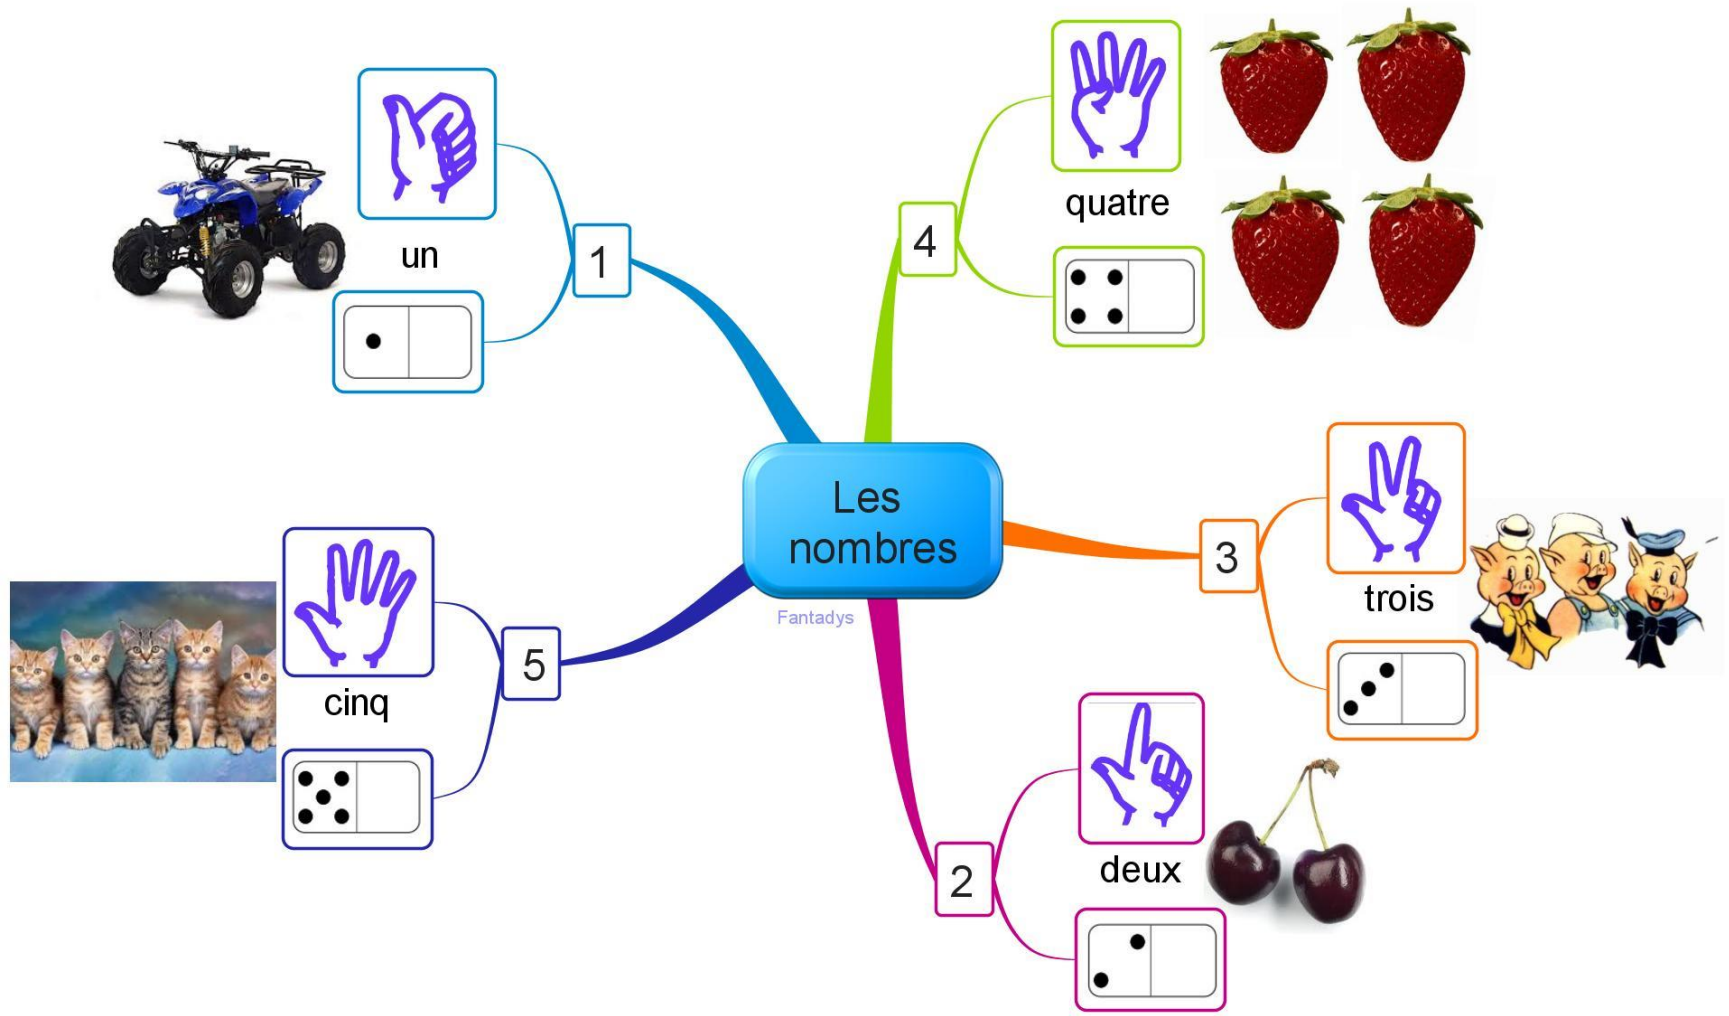 Les
nombres
Fantadys
1
un
4
quatre
3
trois
2
deux
5
cinq